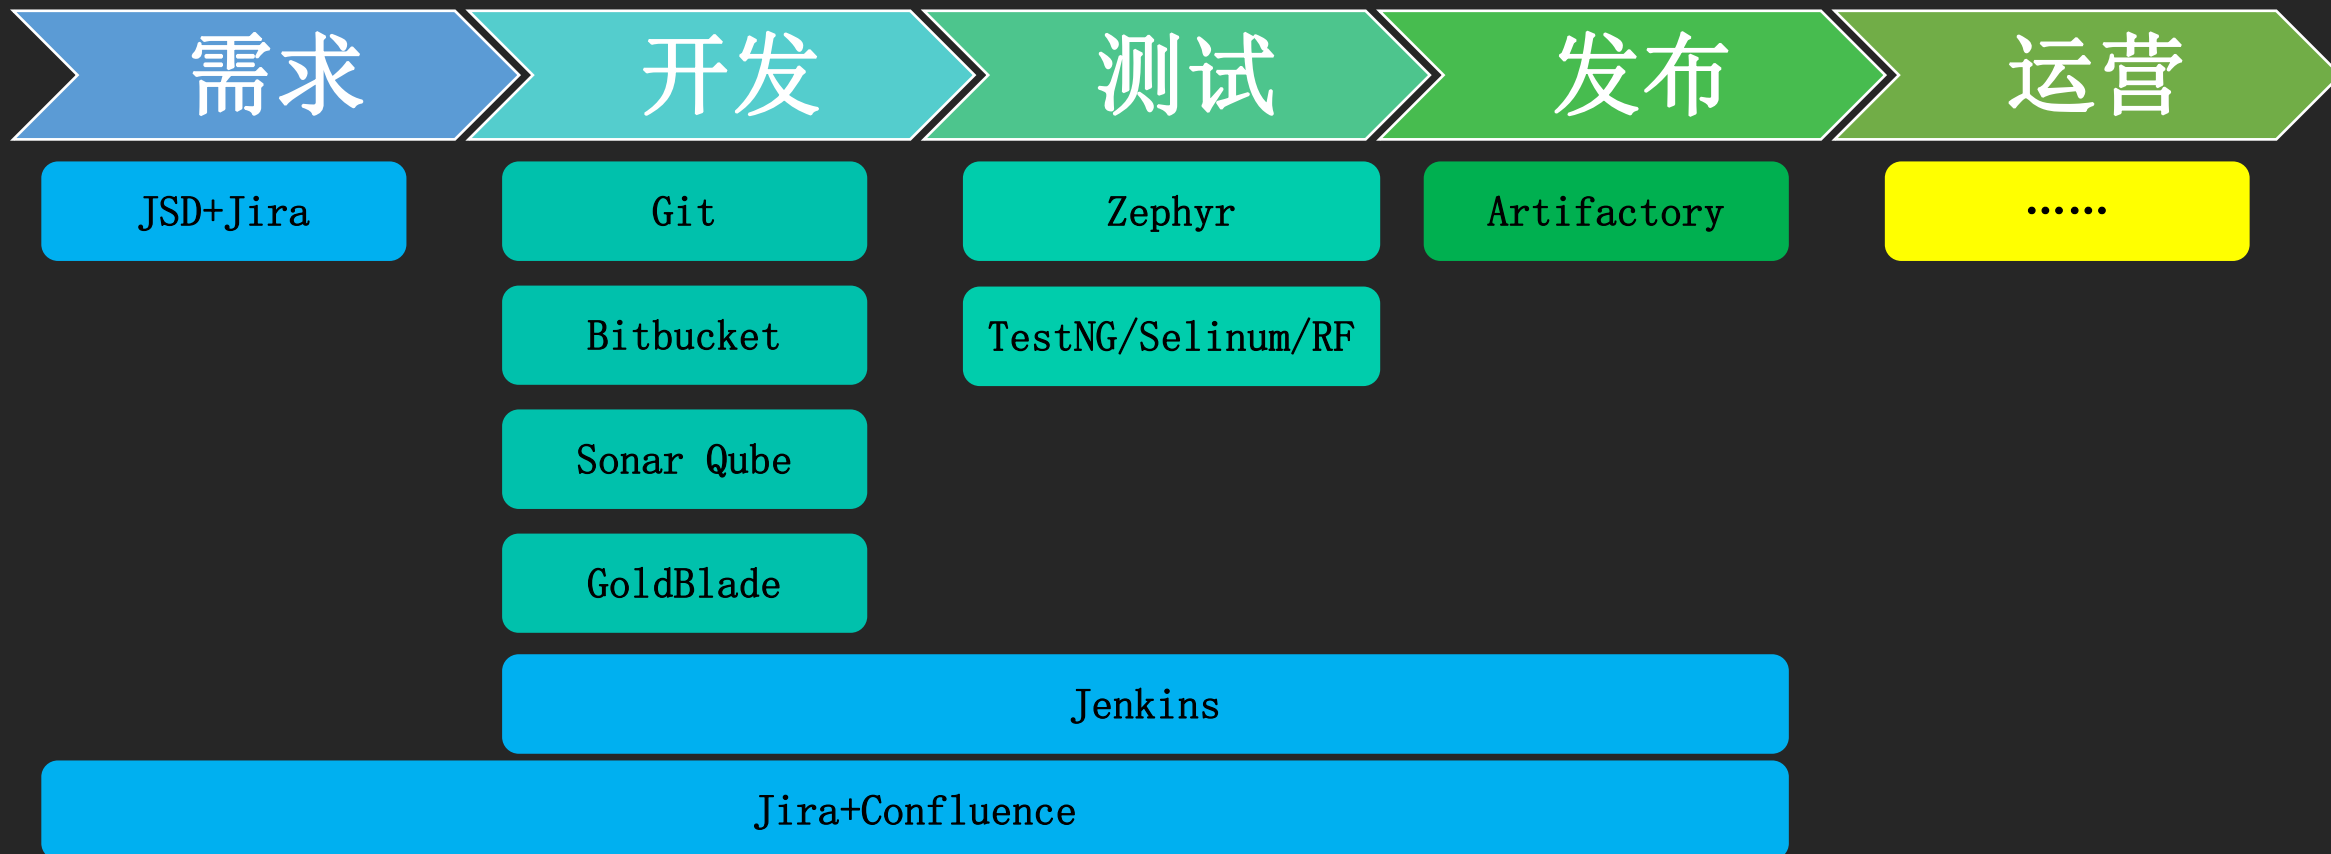 需求
开发
测试
发布
运营
JSD+Jira
Git
Zephyr
Artifactory
……
Bitbucket
TestNG/Selinum/RF
Sonar Qube
GoldBlade
Jenkins
Jira+Confluence